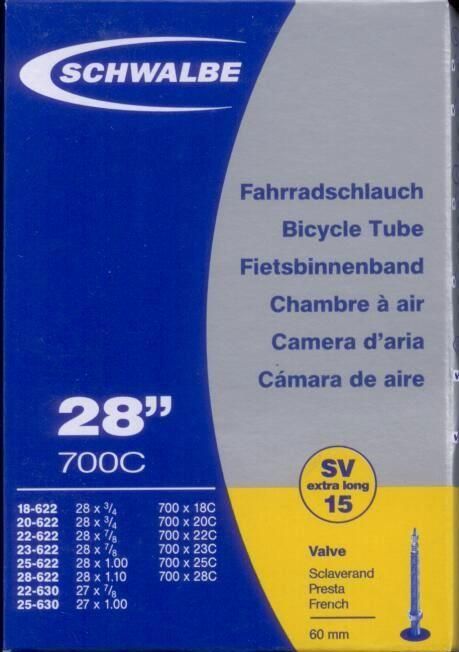 SCHWALBE
Fahrradschlauch
Bicycle Tube
Fietsbinnenband
Chambre à air
Camera d'aria
Cámara de aire
28”
700C
18-622 28 x 3/4 700 x 18C
20-622 28 x 3/4 700 x 20C
22-622 28 x 7/8 700 x 22C
23-622 28 x 7/8 700 x 23C
25-622 28 x 1.00 700 x 25C
28-622 28 x 1.10 700 x 28C
22-630 27 x 7/8
25-630 27 x 1.00
SV
extra long
15
Valve
Sclaverand
Presta
French
60 mm